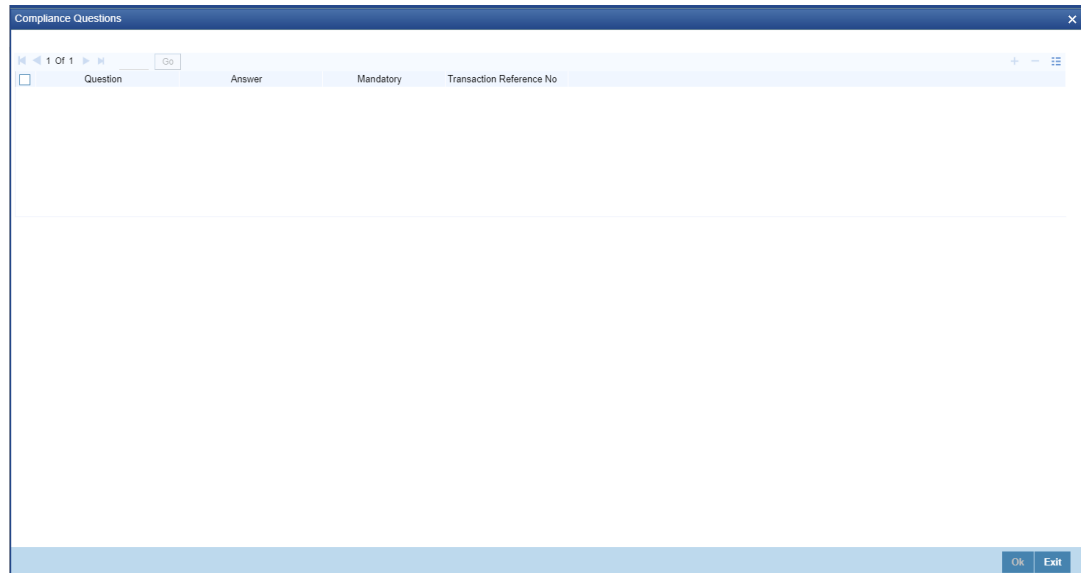 Compliance Questions
1 Of 1 Go
Question Answer Mandatory Transaction Reference No
Ok Exit